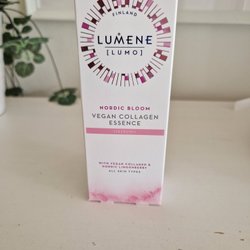 FINLAND
LUMENE
[LUMO]
NORDIC BLOOM
VEGAN COLLAGEN
ESSENCE
WITH VEGAN COLLAGEN &
NORDIC LINGONBERRY
ALL SKIN TYPES